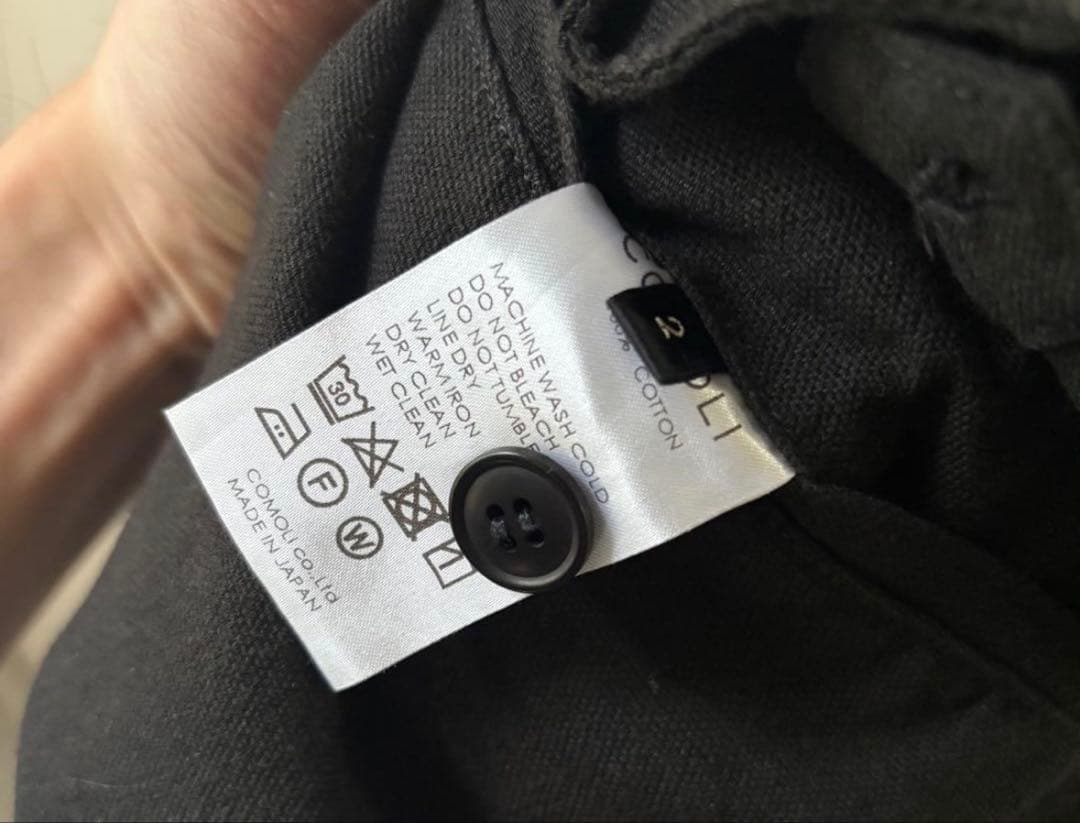 2
COTTON
MACHINE WASH COLD
DO NOT BLEACH
DO NOT TUMBLE
LINE DRY
WARM IRON
DRY CLEAN
WET CLEAN
30
F
W
COMOLI CO.,Ltd
MADE IN JAPAN